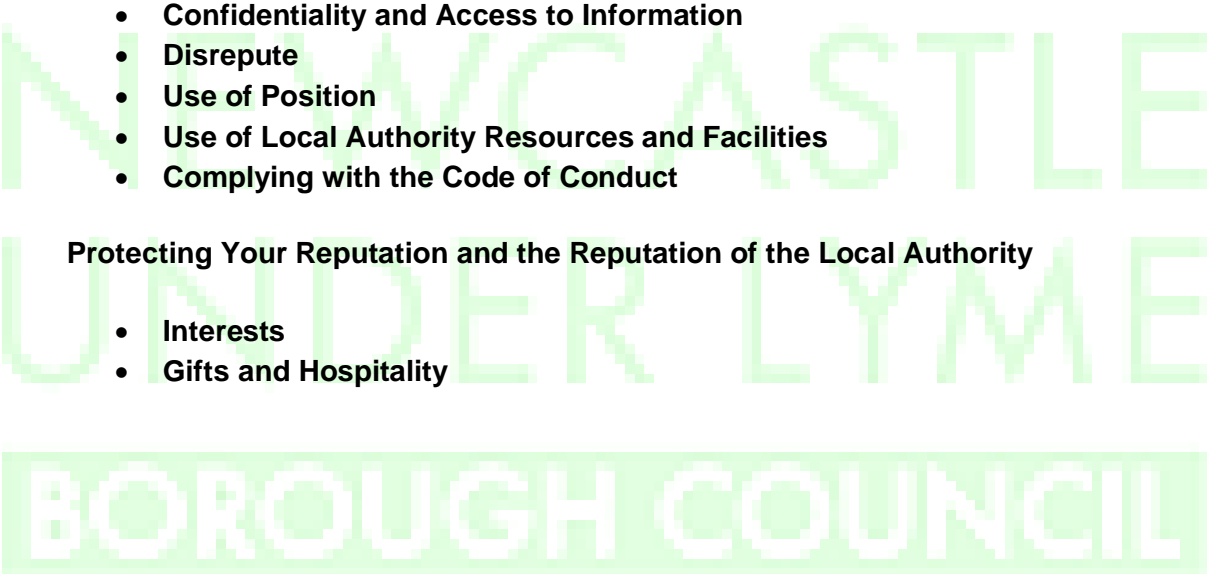 • Confidentiality and Access to Information
• Disrepute
• Use of Position
• Use of Local Authority Resources and Facilities
• Complying with the Code of Conduct
Protecting Your Reputation and the Reputation of the Local Authority
• Interests
• Gifts and Hospitality
NEWCASTLE
UNDER LYME
BOROUGH COUNCIL